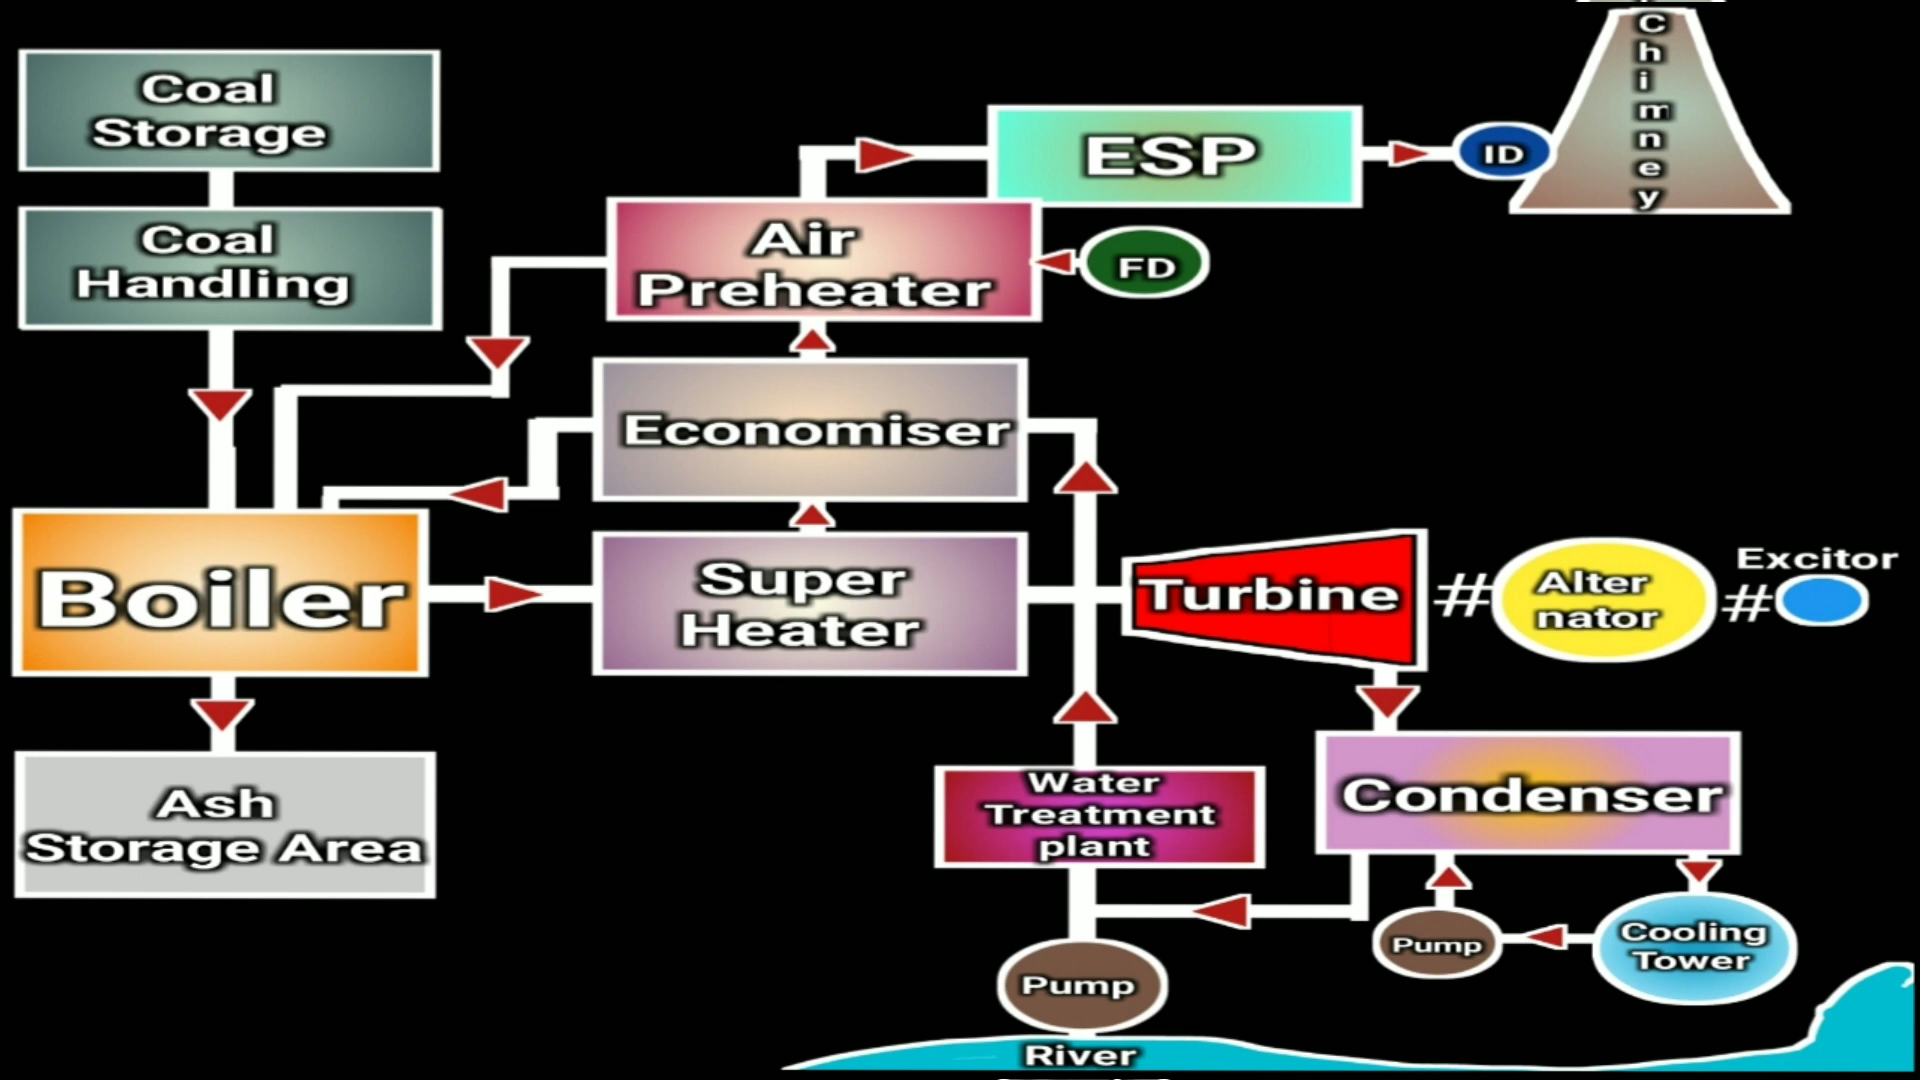 Coal
Storage
Coal
Handling
Boiler
Ash
Storage Area
Air
Preheater
FD
ESP
ID
C
h
i
m
n
e
y
Economiser
Super
Heater
Turbine
#
Alter
nator
#
Excitor
Water
Treatment
plant
Condenser
Pump
Cooling
Tower
Pump
River